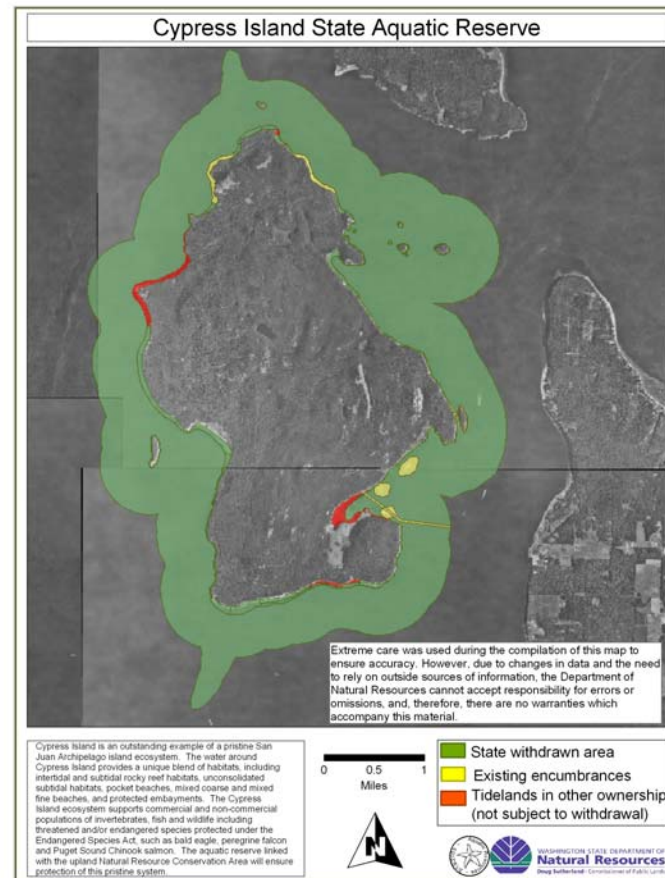 Cypress Island State Aquatic Reserve
Extreme care was used during the compilation of this map to
ensure accuracy. However, due to changes in data and the need
to rely on outside sources of information, the Department of
Natural Resources cannot accept responsibility for errors or
omissions, and, therefore, there are no warranties which
accompany this material.
Cypress Island is an outstanding example of a pristine San
Juan Archipelago island ecosystem. The water around
Cypress Island provides a unique blend of habitats, including
intertidal and subtidal rocky reef habitats, unconsolidated
subtidal habitats, pocket beaches, mixed coarse and mixed
fine beaches, and protected embayments. The Cypress
Island ecosystem supports commercial and non-commercial
populations of invertebrates, fish and wildlife including
threatened and/or endangered species protected under the
Endangered Species Act, such as bald eagle, peregrine falcon
and Puget Sound Chinook salmon. The aquatic reserve linked
with the upland Natural Resource Conservation Area will ensure
protection of this pristine system.
0 0.5 1
Miles
N
State withdrawn area
Existing encumbrances
Tidelands in other ownership
(not subject to withdrawal)
WASHINGTON STATE DEPARTMENT OF
Natural Resources
Doug Sutherland - Commissioner of Public Lands